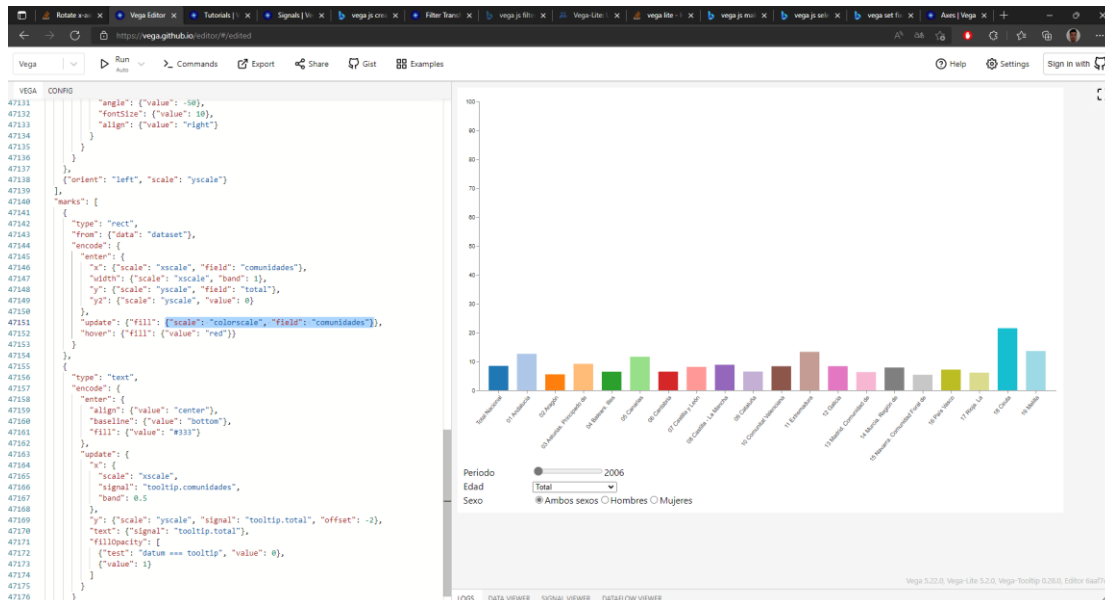 Rotate x-ax
Vega Editor
Tutorials | V
Signals | Ve
vega js crea
Filter Transf
vega js filte
Vega-Lite: U
vega lite -
vega js mar
vega js sele
vega set fix
Axes | Vega
https://vega.github.io/editor/#/edited
Vega
Run
Auto
Commands
Export
Share
Gist
Examples
Help
Settings
Sign in with
VEGA CONFIG
47131 "angle": {"value": -50},
47132 "fontSize": {"value": 10},
47133 "align": {"value": "right"}
47134 }
47135 }
47136 }
47137 },
47138 {"orient": "left", "scale": "yscale"}
47139 ],
47140 "marks": [
47141 {
47142 "type": "rect",
47143 "from": {"data": "dataset"},
47144 "encode": {
47145 "enter": {
47146 "x": {"scale": "xscale", "field": "comunidades"},
47147 "width": {"scale": "xscale", "band": 1},
47148 "y": {"scale": "yscale", "field": "total"},
47149 "y2": {"scale": "yscale", "value": 0}
47150 },
47151 "update": {"fill": {"scale": "colorscale", "field": "comunidades"}},
47152 "hover": {"fill": {"value": "red"}}
47153 }
47154 },
47155 {
47156 "type": "text",
47157 "encode": {
47158 "enter": {
47159 "align": {"value": "center"},
47160 "baseline": {"value": "bottom"},
47161 "fill": {"value": "#333"}
47162 },
47163 "update": {
47164 "x": {
47165 "scale": "xscale",
47166 "signal": "tooltip.comunidades",
47167 "band": 0.5
47168 },
47169 "y": {"scale": "yscale", "signal": "tooltip.total", "offset": -2},
47170 "text": {"signal": "tooltip.total"},
47171 "fillOpacity": [
47172 {"test": "datum === tooltip", "value": 0},
47173 {"value": 1}
47174 ]
47175 }
47176 }
100
90
80
70
60
50
40
30
20
10
0
Total Nacional
01 Andalucía
02 Aragón
03 Asturias, Principado de
04 Balears, Illes
05 Canarias
06 Cantabria
07 Castilla y León
08 Castilla - La Mancha
09 Cataluña
10 Comunitat Valenciana
11 Extremadura
12 Galicia
13 Madrid, Comunidad de
14 Murcia, Región de
15 Navarra, Comunidad Foral de
16 País Vasco
17 Rioja, La
18 Ceuta
19 Melilla
Periodo 2006
Edad Total
Sexo Ambos sexos Hombres Mujeres
Vega 5.22.0, Vega-Lite 5.2.0, Vega-Tooltip 0.28.0, Editor
LOGS DATA VIEWER SIGNAL VIEWER DATAFLOW VIEWER